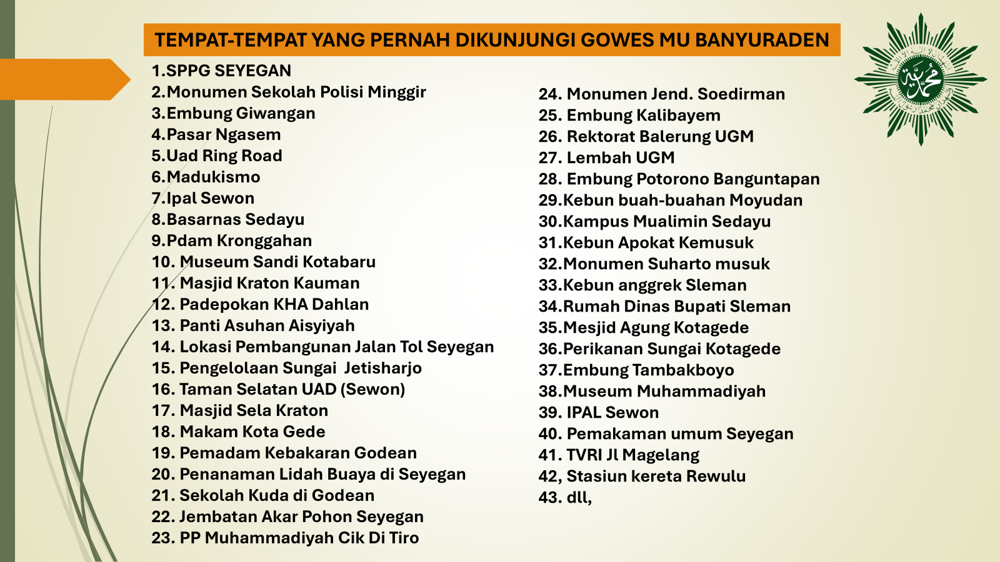 TEMPAT-TEMPAT YANG PERNAH DIKUNJUNGI GOWES MU BANYURADEN
1.SPPG SEYEGAN
2.Monumen Sekolah Polisi Minggir
3.Embung Giwangan
4.Pasar Ngasem
5.Uad Ring Road
6.Madukismo
7.Ipal Sewon
8.Basarnas Sedayu
9.Pdam Kronggahan
10. Museum Sandi Kotabaru
11. Masjid Kraton Kauman
12. Padepokan KHA Dahlan
13. Panti Asuhan Aisyiyah
14. Lokasi Pembangunan Jalan Tol Seyegan
15. Pengelolaan Sungai  Jetisharjo
16. Taman Selatan UAD (Sewon)
17. Masjid Sela Kraton
18. Makam Kota Gede
19. Pemadam Kebakaran Godean
20. Penanaman Lidah Buaya di Seyegan
21. Sekolah Kuda di Godean
22. Jembatan Akar Pohon Seyegan
23. PP Muhammadiyah Cik Di Tiro
24. Monumen Jend. Soedirman
25. Embung Kalibayem
26. Rektorat Balerung UGM
27. Lembah UGM
28. Embung Potorono Banguntapan
29.Kebun buah-buahan Moyudan
30.Kampus Mualimin Sedayu
31.Kebun Apokat Kemusuk
32.Monumen Suharto musuk
33.Kebun anggrek Sleman
34.Rumah Dinas Bupati Sleman
35.Mesjid Agung Kotagede
36.Perikanan Sungai Kotagede
37.Embung Tambakboyo
38.Museum Muhammadiyah
39. IPAL Sewon
40. Pemakaman umum Seyegan
41. TVRI Jl Magelang
42, Stasiun kereta Rewulu
43. dll,
محمدية